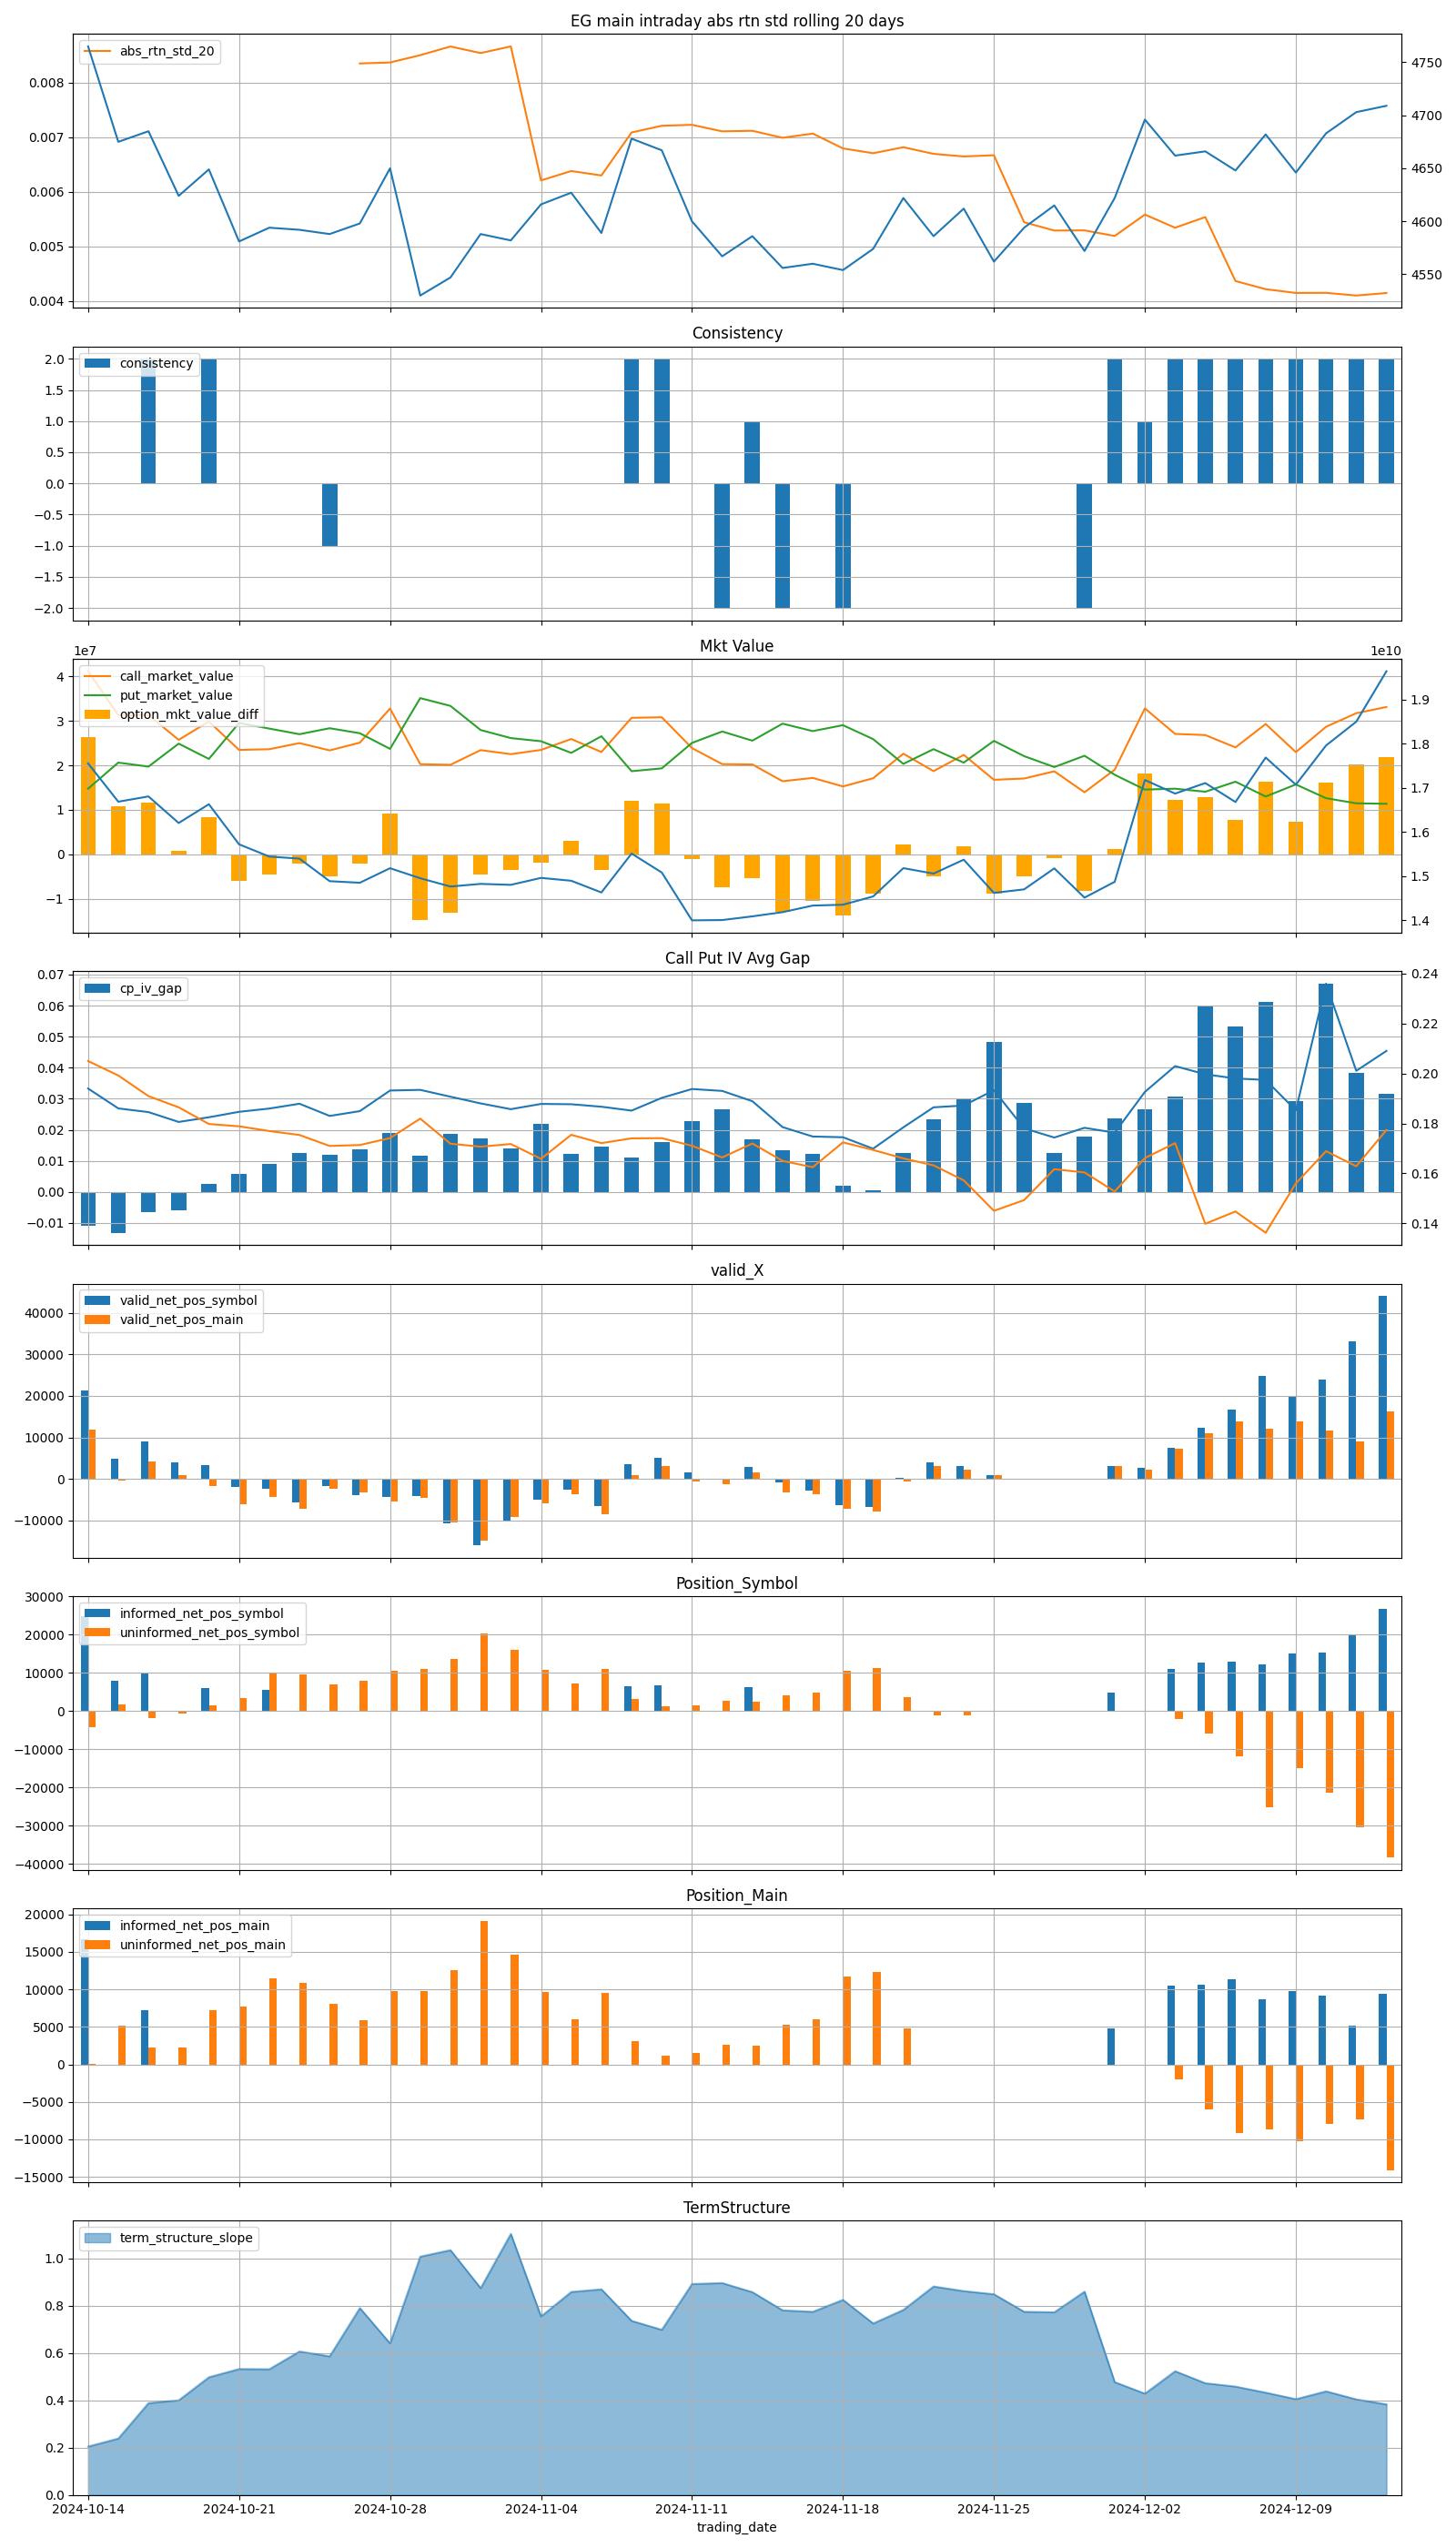 EG main intraday abs rtn std rolling 20 days
abs_rtn_std_20
0.008
0.007
0.006
0.005
0.004
4750
4700
4650
4600
4550
Consistency
consistency
2.0
1.5
1.0
0.5
0.0
−0.5
−1.0
−1.5
−2.0
Mkt Value
1e7
1e10
call_market_value
put_market_value
option_mkt_value_diff
4
3
2
1
0
−1
1.9
1.8
1.7
1.6
1.5
1.4
Call Put IV Avg Gap
cp_iv_gap
0.07
0.06
0.05
0.04
0.03
0.02
0.01
0.00
−0.01
0.24
0.22
0.20
0.18
0.16
0.14
valid_X
valid_net_pos_symbol
valid_net_pos_main
40000
30000
20000
10000
0
−10000
Position_Symbol
informed_net_pos_symbol
uninformed_net_pos_symbol
30000
20000
10000
0
−10000
−20000
−30000
−40000
Position_Main
informed_net_pos_main
uninformed_net_pos_main
20000
15000
10000
5000
0
−5000
−10000
−15000
TermStructure
term_structure_slope
1.0
0.8
0.6
0.4
0.2
0.0
2024-10-14 2024-10-21 2024-10-28 2024-11-04 2024-11-11 2024-11-18 2024-11-25 2024-12-02 2024-12-09
trading_date